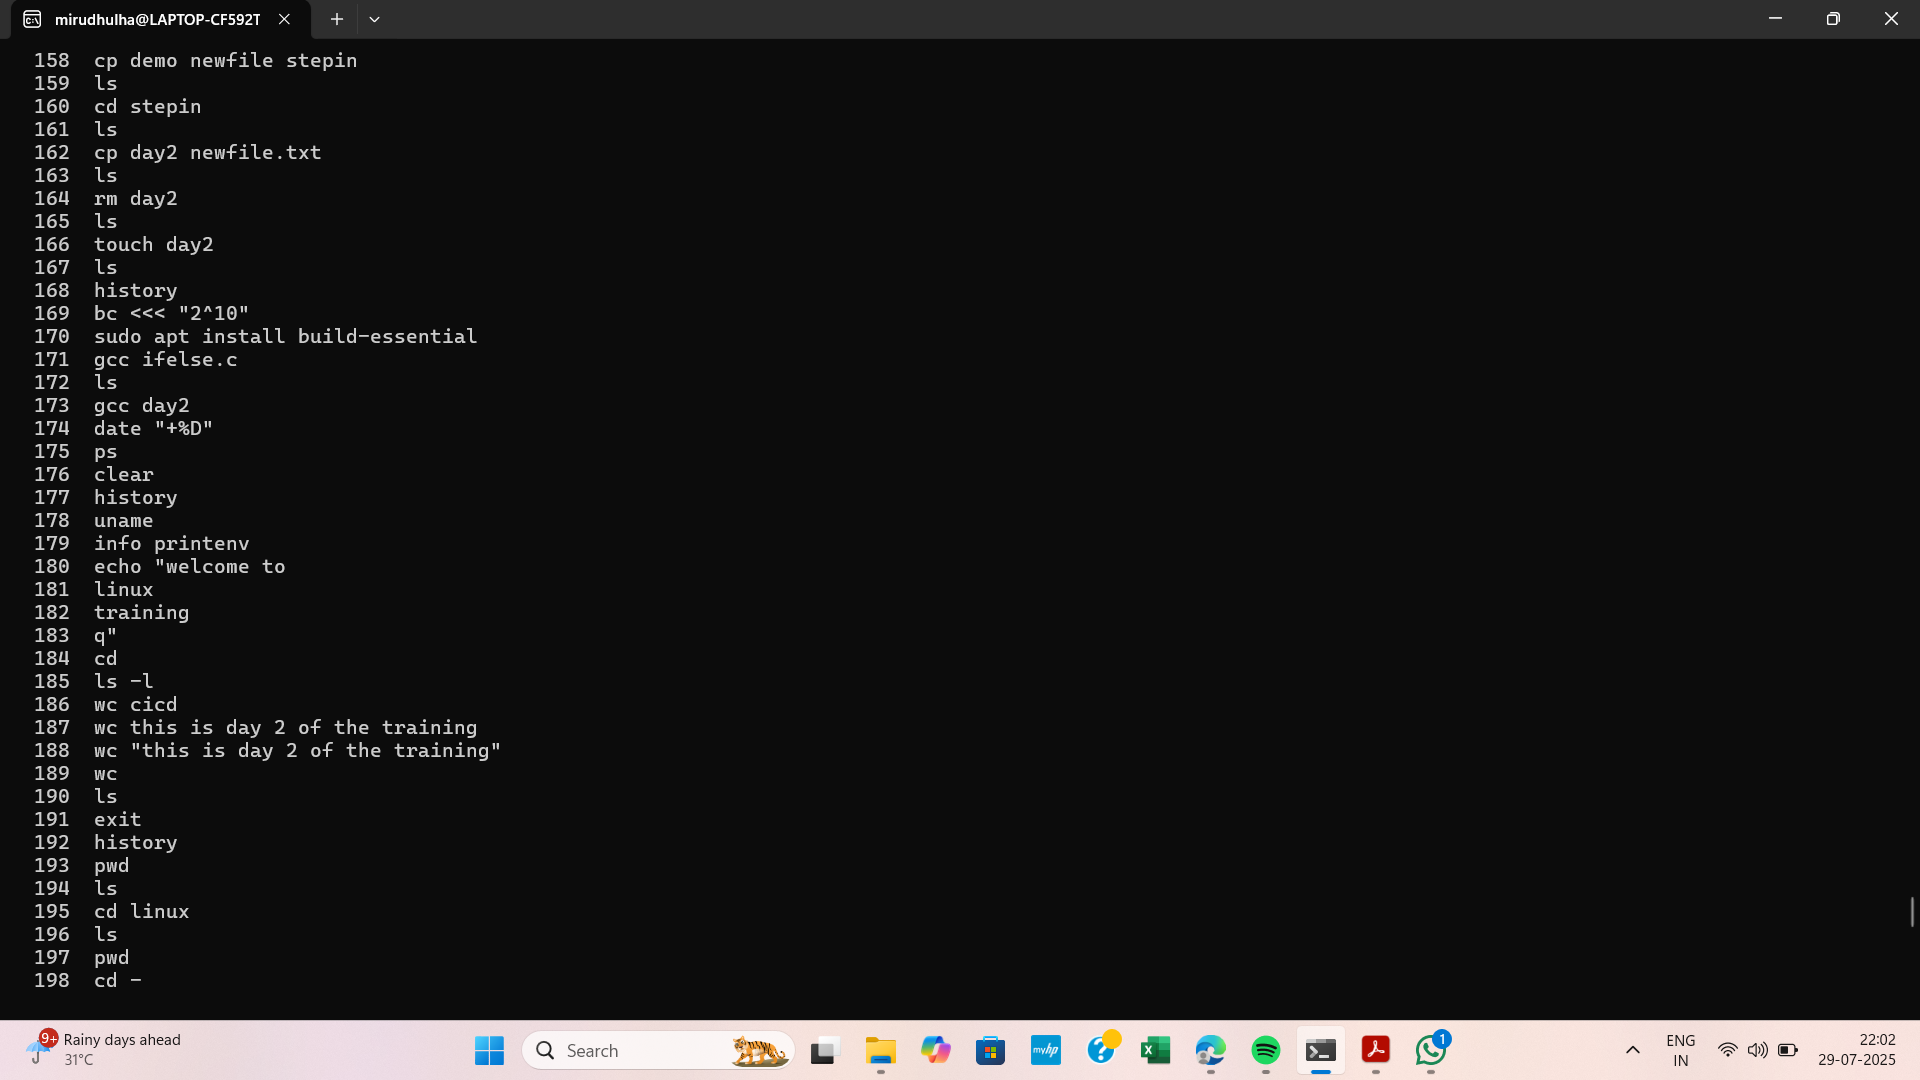 mirudhulha@LAPTOP-CF592T
158 cp demo newfile stepin
159 ls
160 cd stepin
161 ls
162 cp day2 newfile.txt
163 ls
164 rm day2
165 ls
166 touch day2
167 ls
168 history
169 bc <<< "2^10"
170 sudo apt install build-essential
171 gcc ifelse.c
172 ls
173 gcc day2
174 date "+%D"
175 ps
176 clear
177 history
178 uname
179 info printenv
180 echo "welcome to
181 linux
182 training
183 q"
184 cd
185 ls -l
186 wc cicd
187 wc this is day 2 of the training
188 wc "this is day 2 of the training"
189 wc
190 ls
191 exit
192 history
193 pwd
194 ls
195 cd linux
196 ls
197 pwd
198 cd -
9+ Rainy days ahead
31°C
Search
myhp
1
ENG
IN
22:02
29-07-2025